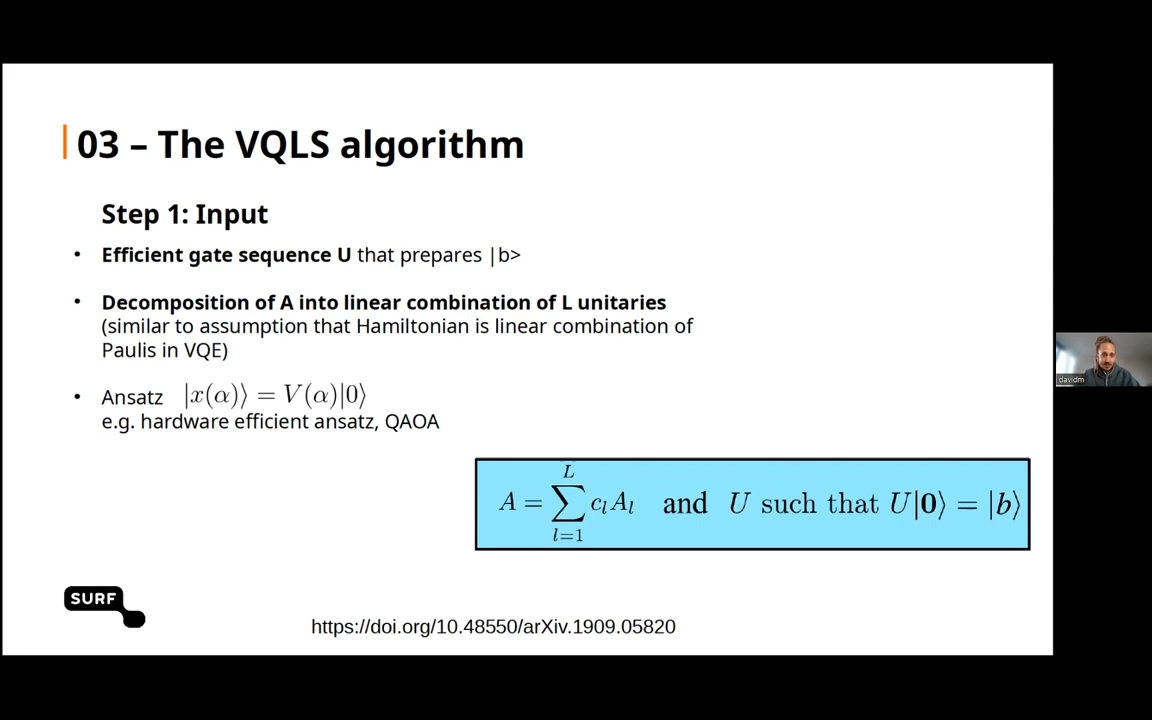 03 – The VQLS algorithm
Step 1: Input
• Efficient gate sequence U that prepares |b>
• Decomposition of A into linear combination of L unitaries
(similar to assumption that Hamiltonian is linear combination of
Paulis in VQE)
• Ansatz |x(α)⟩ = V(α)|0⟩
e.g. hardware efficient ansatz, QAOA
A = ∑_{l=1}^{L} c_l A_l and U such that U|𝟎⟩ = |b⟩
SURF
https://doi.org/10.48550/arXiv.1909.05820
davidm